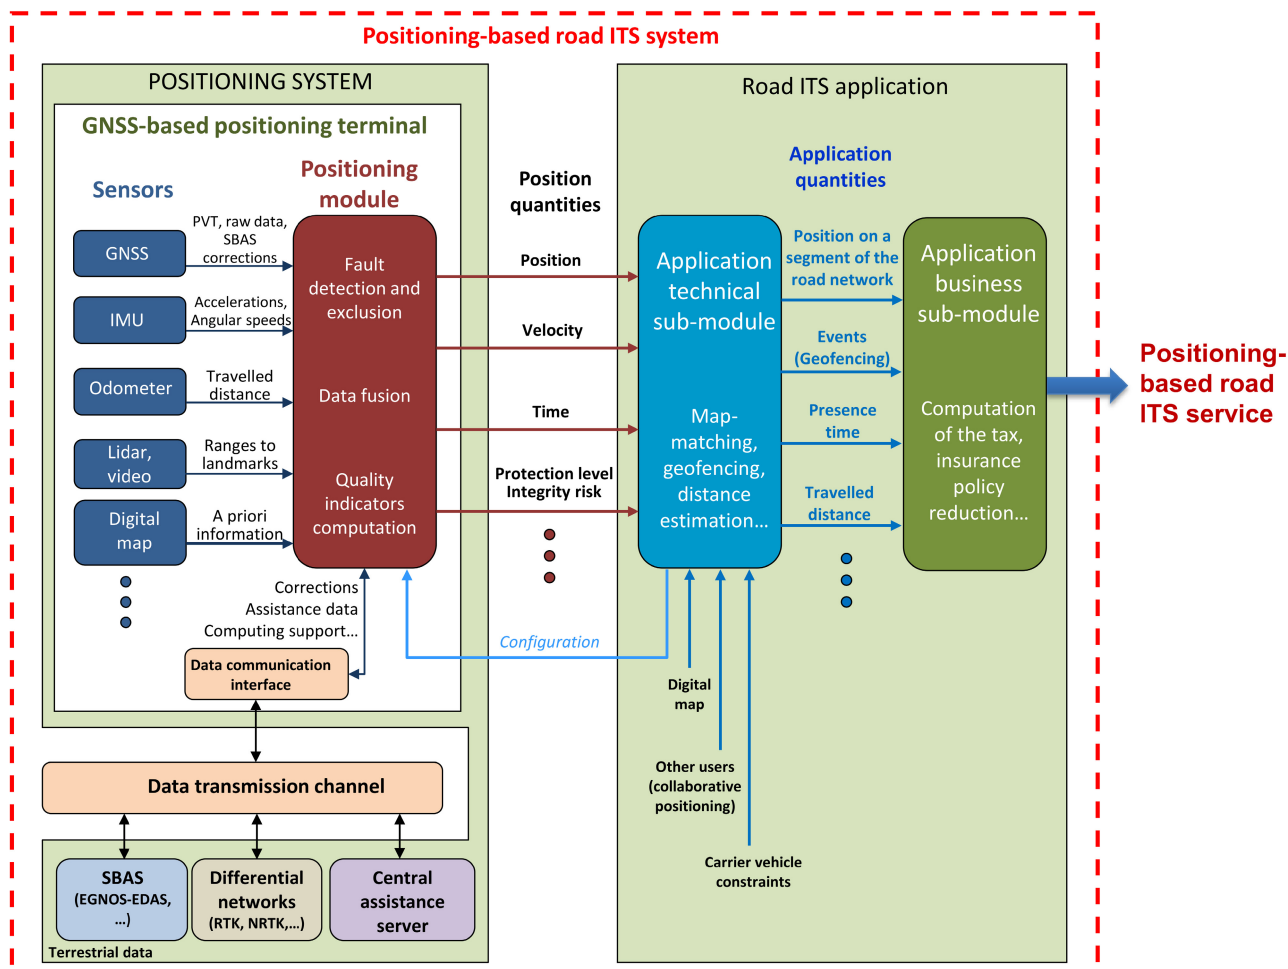 Positioning-based road ITS system
POSITIONING SYSTEM
GNSS-based positioning terminal
Sensors
Positioning
module
GNSS
IMU
Odometer
Lidar,
video
Digital
map
PVT, raw data,
SBAS
corrections
Accelerations,
Angular speeds
Travelled
distance
Ranges to
landmarks
A priori
information
Fault
detection and
exclusion
Data fusion
Quality
indicators
computation
Corrections
Assistance data
Computing support…
Data communication
interface
Data transmission channel
SBAS
(EGNOS-EDAS,
…)
Differential
networks
(RTK, NRTK,…)
Central
assistance
server
Terrestrial data
Position
quantities
Position
Velocity
Time
Protection level
Integrity risk
Configuration
Road ITS application
Application
quantities
Application
technical
sub-module
Map-
matching,
geofencing,
distance
estimation…
Position on a
segment of the
road network
Events
(Geofencing)
Presence
time
Travelled
distance
Application
business
sub-module
Computation
of the tax,
insurance
policy
reduction…
Digital
map
Other users
(collaborative
positioning)
Carrier vehicle
constraints
Positioning-
based road
ITS service